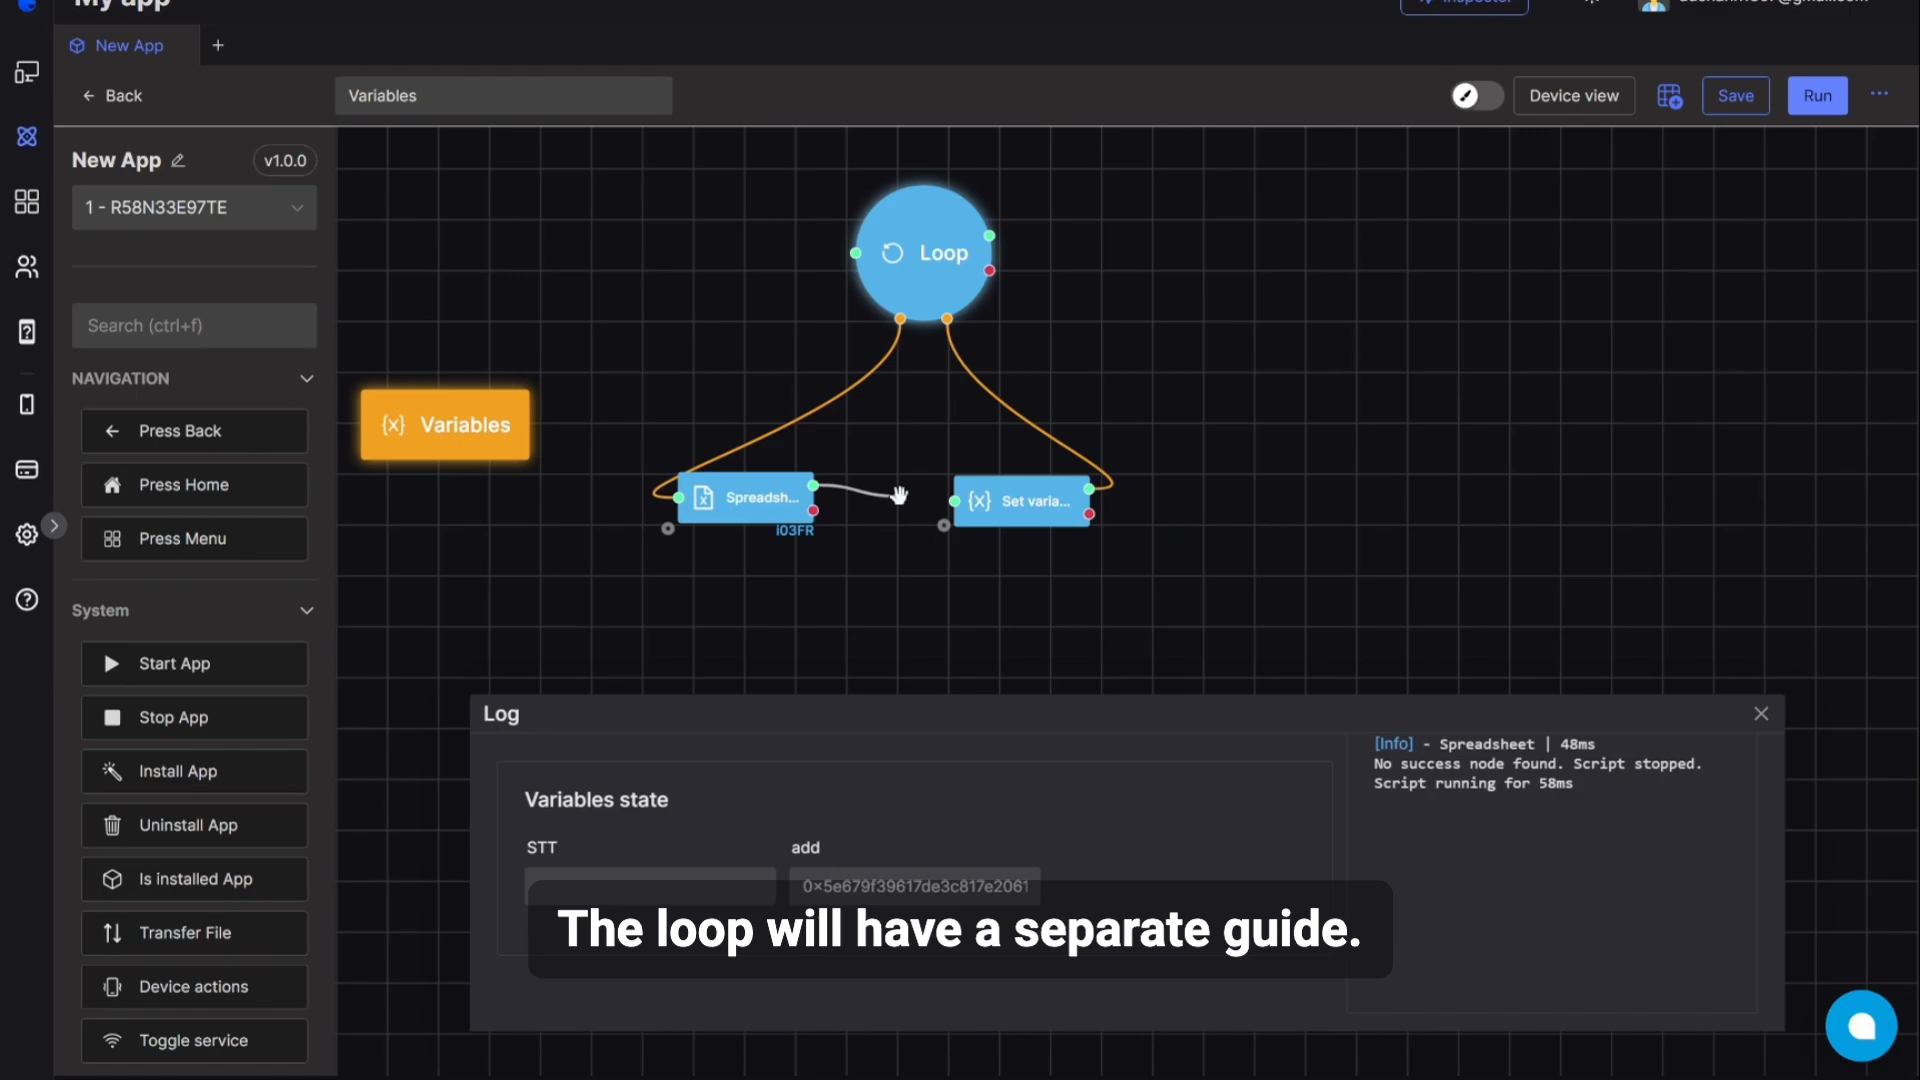 My app
New App
+
Back
Variables
Device view
Save
Run
New App
v1.0.0
1 - R58N33E97TE
Search (ctrl+f)
NAVIGATION
Press Back
Press Home
Press Menu
System
Start App
Stop App
Install App
Uninstall App
Is installed App
Transfer File
Device actions
Toggle service
Loop
{x} Variables
Spreadsh...
i03FR
{x} Set varia...
Log
Variables state
STT
add
0x5e679f39617de3c817e2061
[Info] - Spreadsheet | 48ms
No success node found. Script stopped.
Script running for 58ms
The loop will have a separate guide.